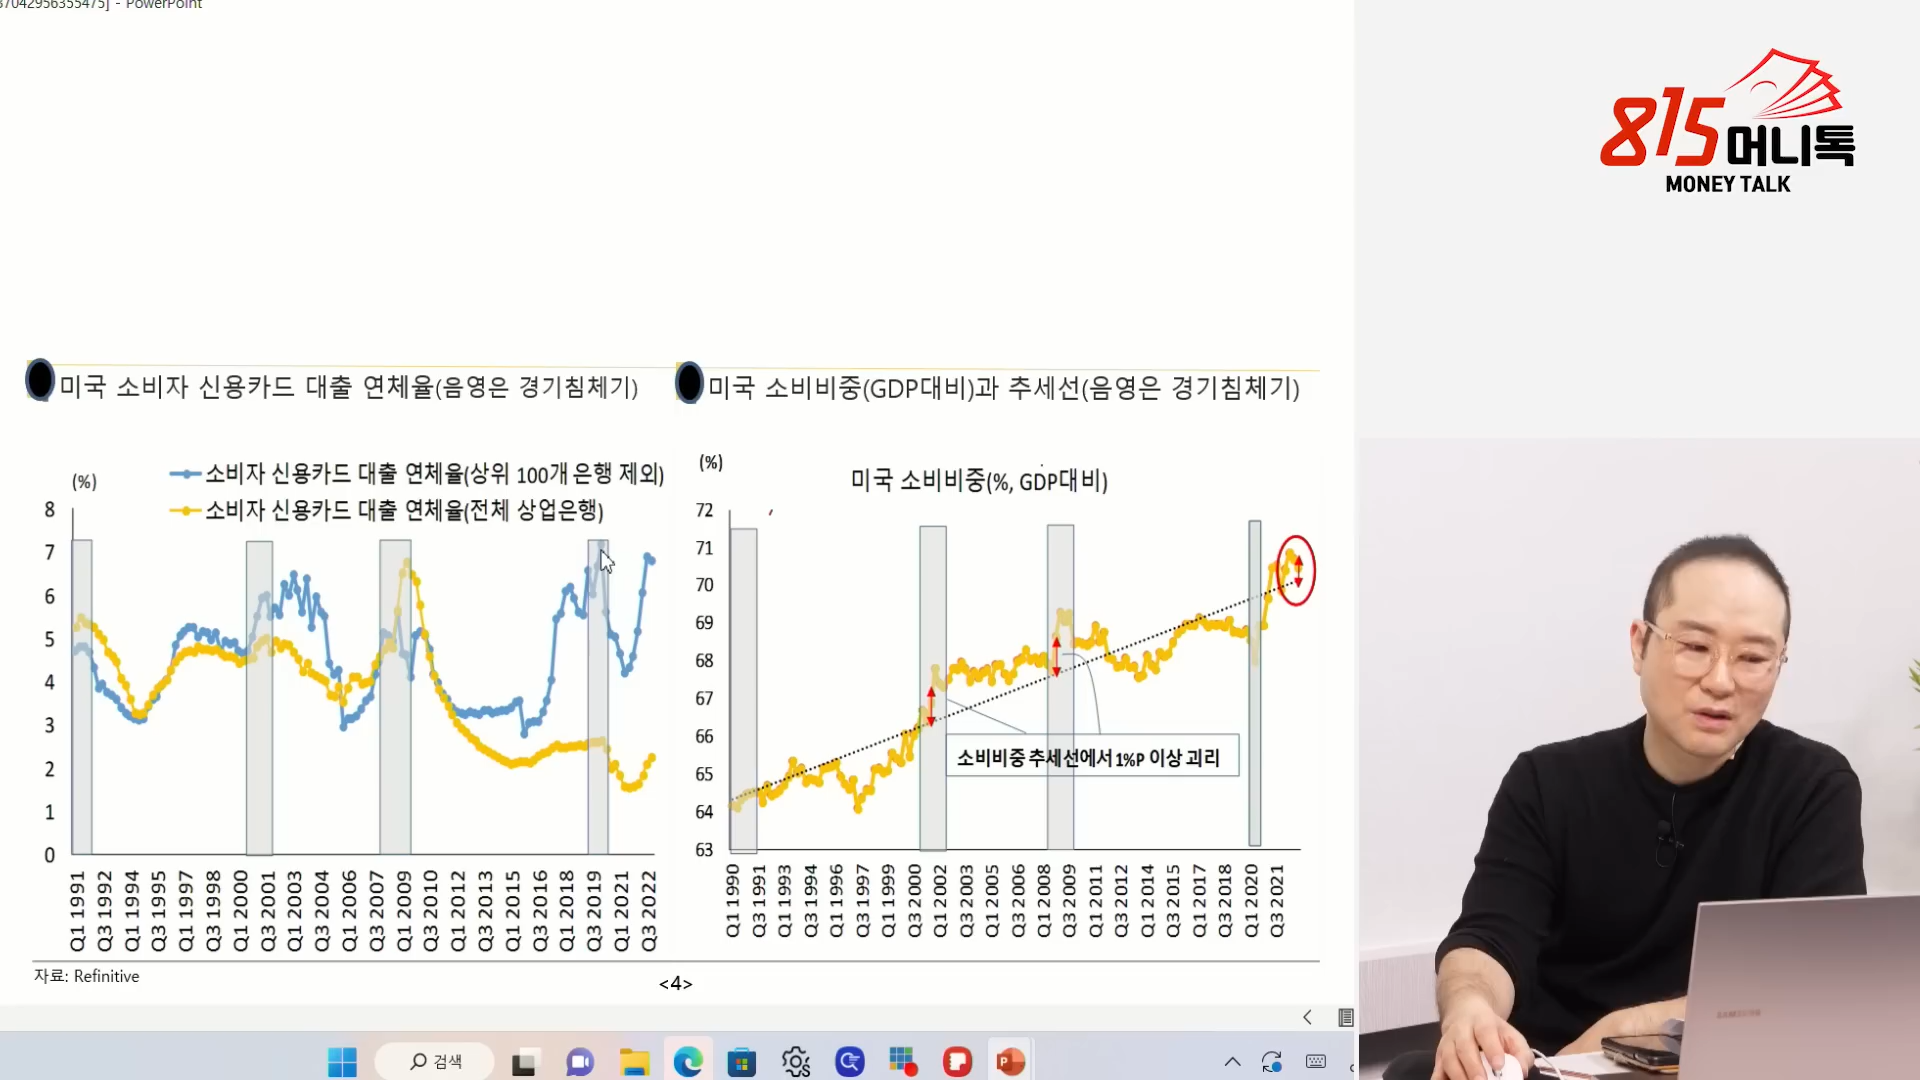 37042956355475] - PowerPoint
815머니톡
MONEY TALK
미국 소비자 신용카드 대출 연체율(음영은 경기침체기)
(%)
소비자 신용카드 대출 연체율(상위 100개 은행 제외)
소비자 신용카드 대출 연체율(전체 상업은행)
8
7
6
5
4
3
2
1
0
Q1 1991
Q3 1992
Q1 1994
Q3 1995
Q1 1997
Q3 1998
Q1 2000
Q3 2001
Q1 2003
Q3 2004
Q1 2006
Q3 2007
Q1 2009
Q3 2010
Q1 2012
Q3 2013
Q1 2015
Q3 2016
Q1 2018
Q3 2019
Q1 2021
Q3 2022
미국 소비비중(GDP대비)과 추세선(음영은 경기침체기)
(%)
미국 소비비중(%, GDP대비)
72
71
70
69
68
67
66
65
64
63
소비비중 추세선에서 1%P 이상 괴리
Q1 1990
Q3 1991
Q1 1993
Q3 1994
Q1 1996
Q3 1997
Q1 1999
Q3 2000
Q1 2002
Q3 2003
Q1 2005
Q3 2006
Q1 2008
Q3 2009
Q1 2011
Q3 2012
Q1 2014
Q3 2015
Q1 2017
Q3 2018
Q1 2020
Q3 2021
자료: Refinitive
<4>
검색
SAMSUNG